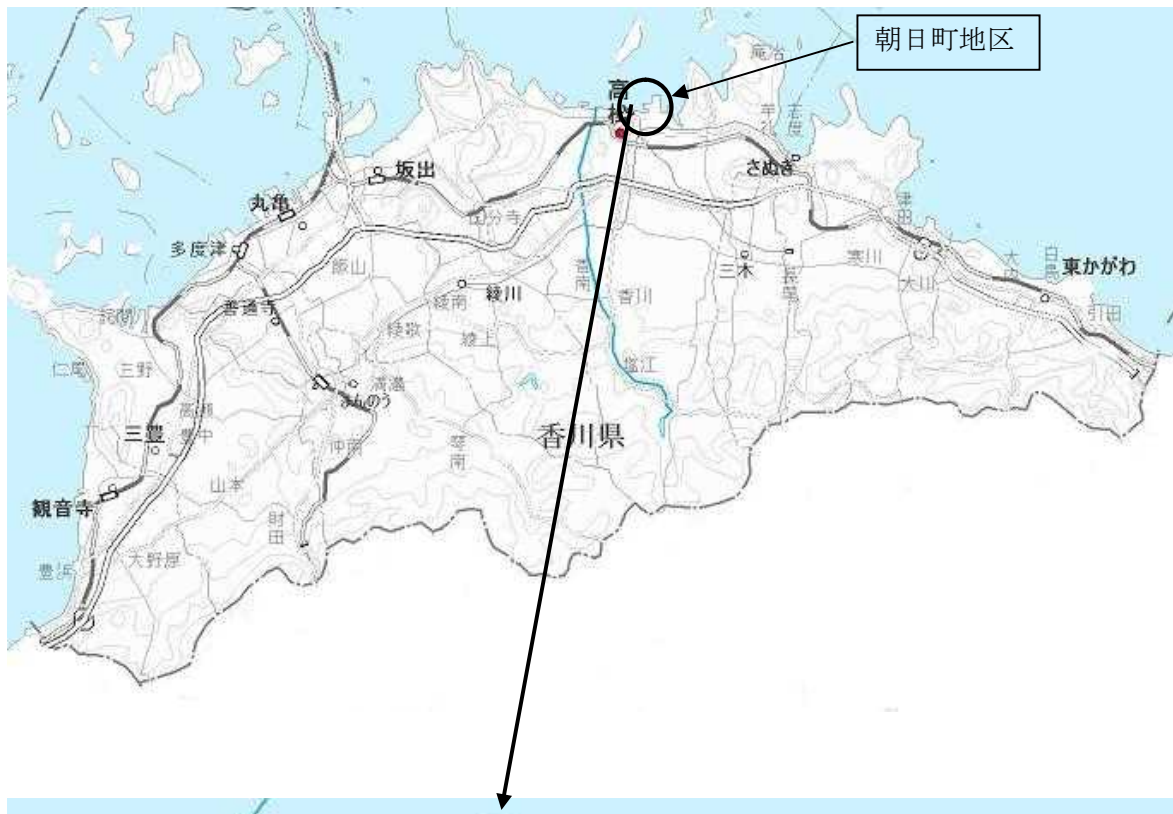 朝日町地区
庵治
高松
牟礼
志度
さぬき
坂出
丸亀
国分寺
津田
多度津
飯山
三木
長尾
寒川
大内
白鳥
東かがわ
綾川
綾南
香南
香川
大川
引田
善通寺
詫間
綾歌
綾上
塩江
仁尾
三野
満濃
まんのう
高瀬
豊中
三豊
仲南
琴南
香川県
山本
観音寺
財田
豊浜
大野原